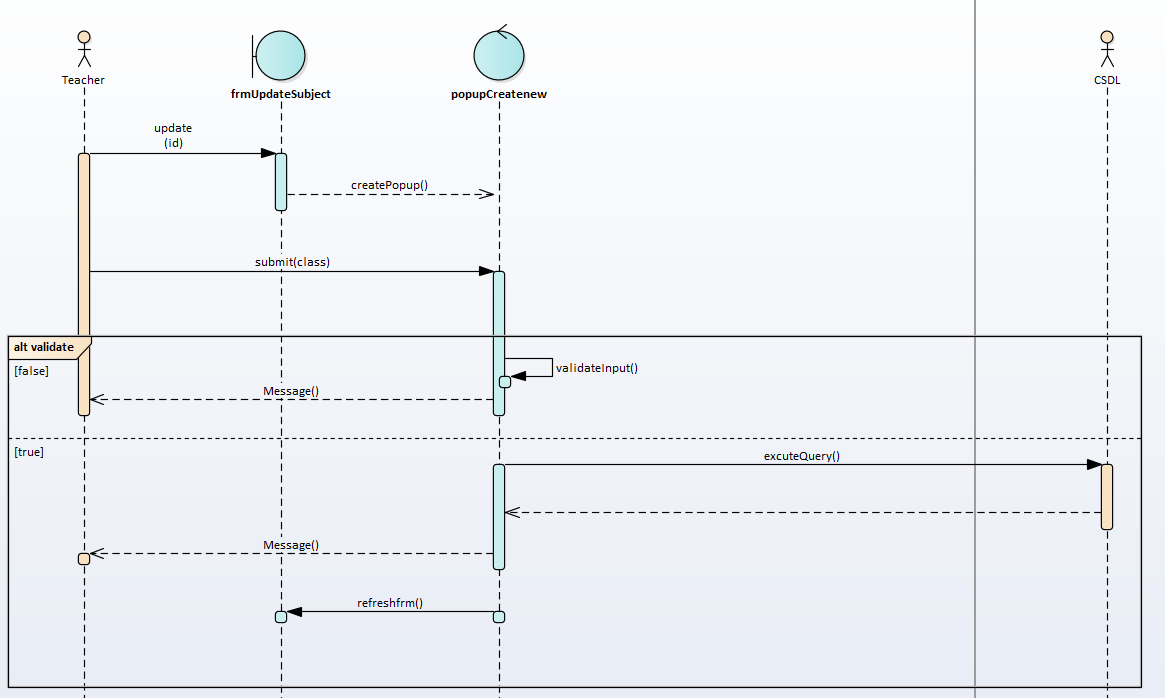 Teacher
frmUpdateSubject
popupCreatenew
CSDL
update
(id)
createPopup()
submit(class)
alt validate
[false]
validateInput()
Message()
[true]
excuteQuery()
Message()
refreshfrm()